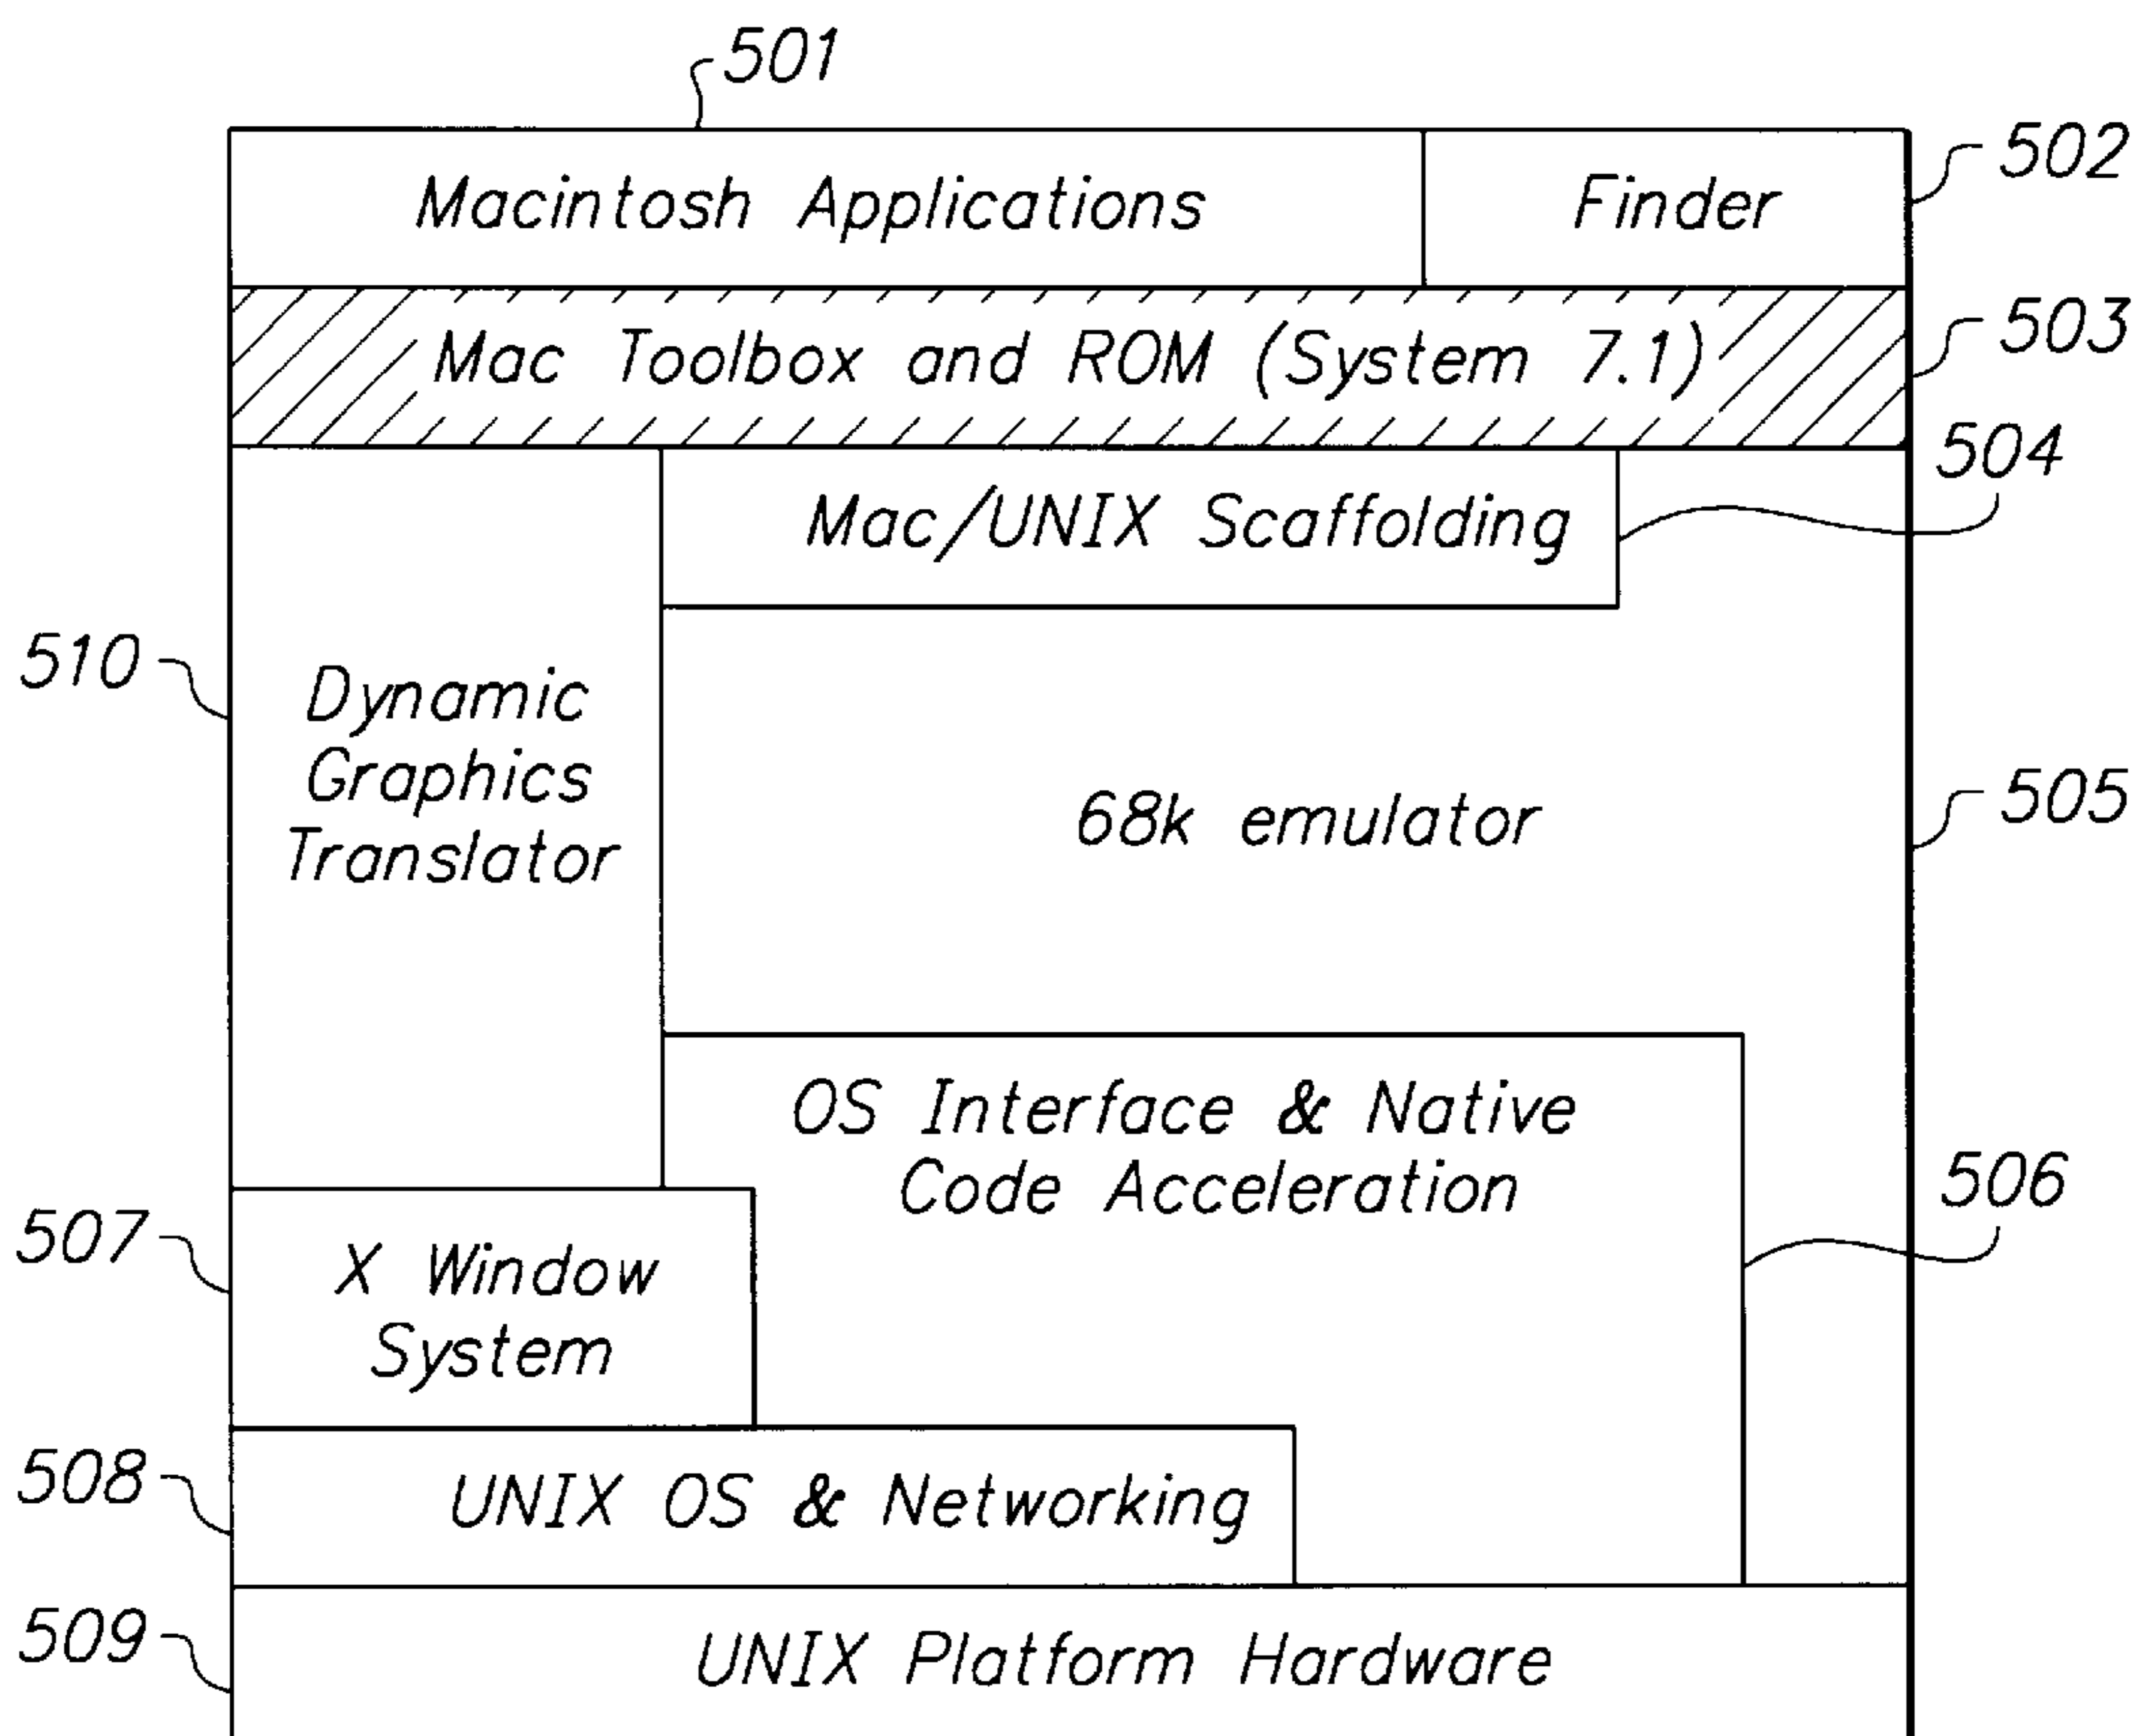 501
502
Macintosh Applications
Finder
503
Mac Toolbox and ROM (System 7.1)
504
Mac/UNIX Scaffolding
510
Dynamic
Graphics
Translator
505
68k emulator
OS Interface & Native
Code Acceleration
506
507
X Window
System
508
UNIX OS & Networking
509
UNIX Platform Hardware